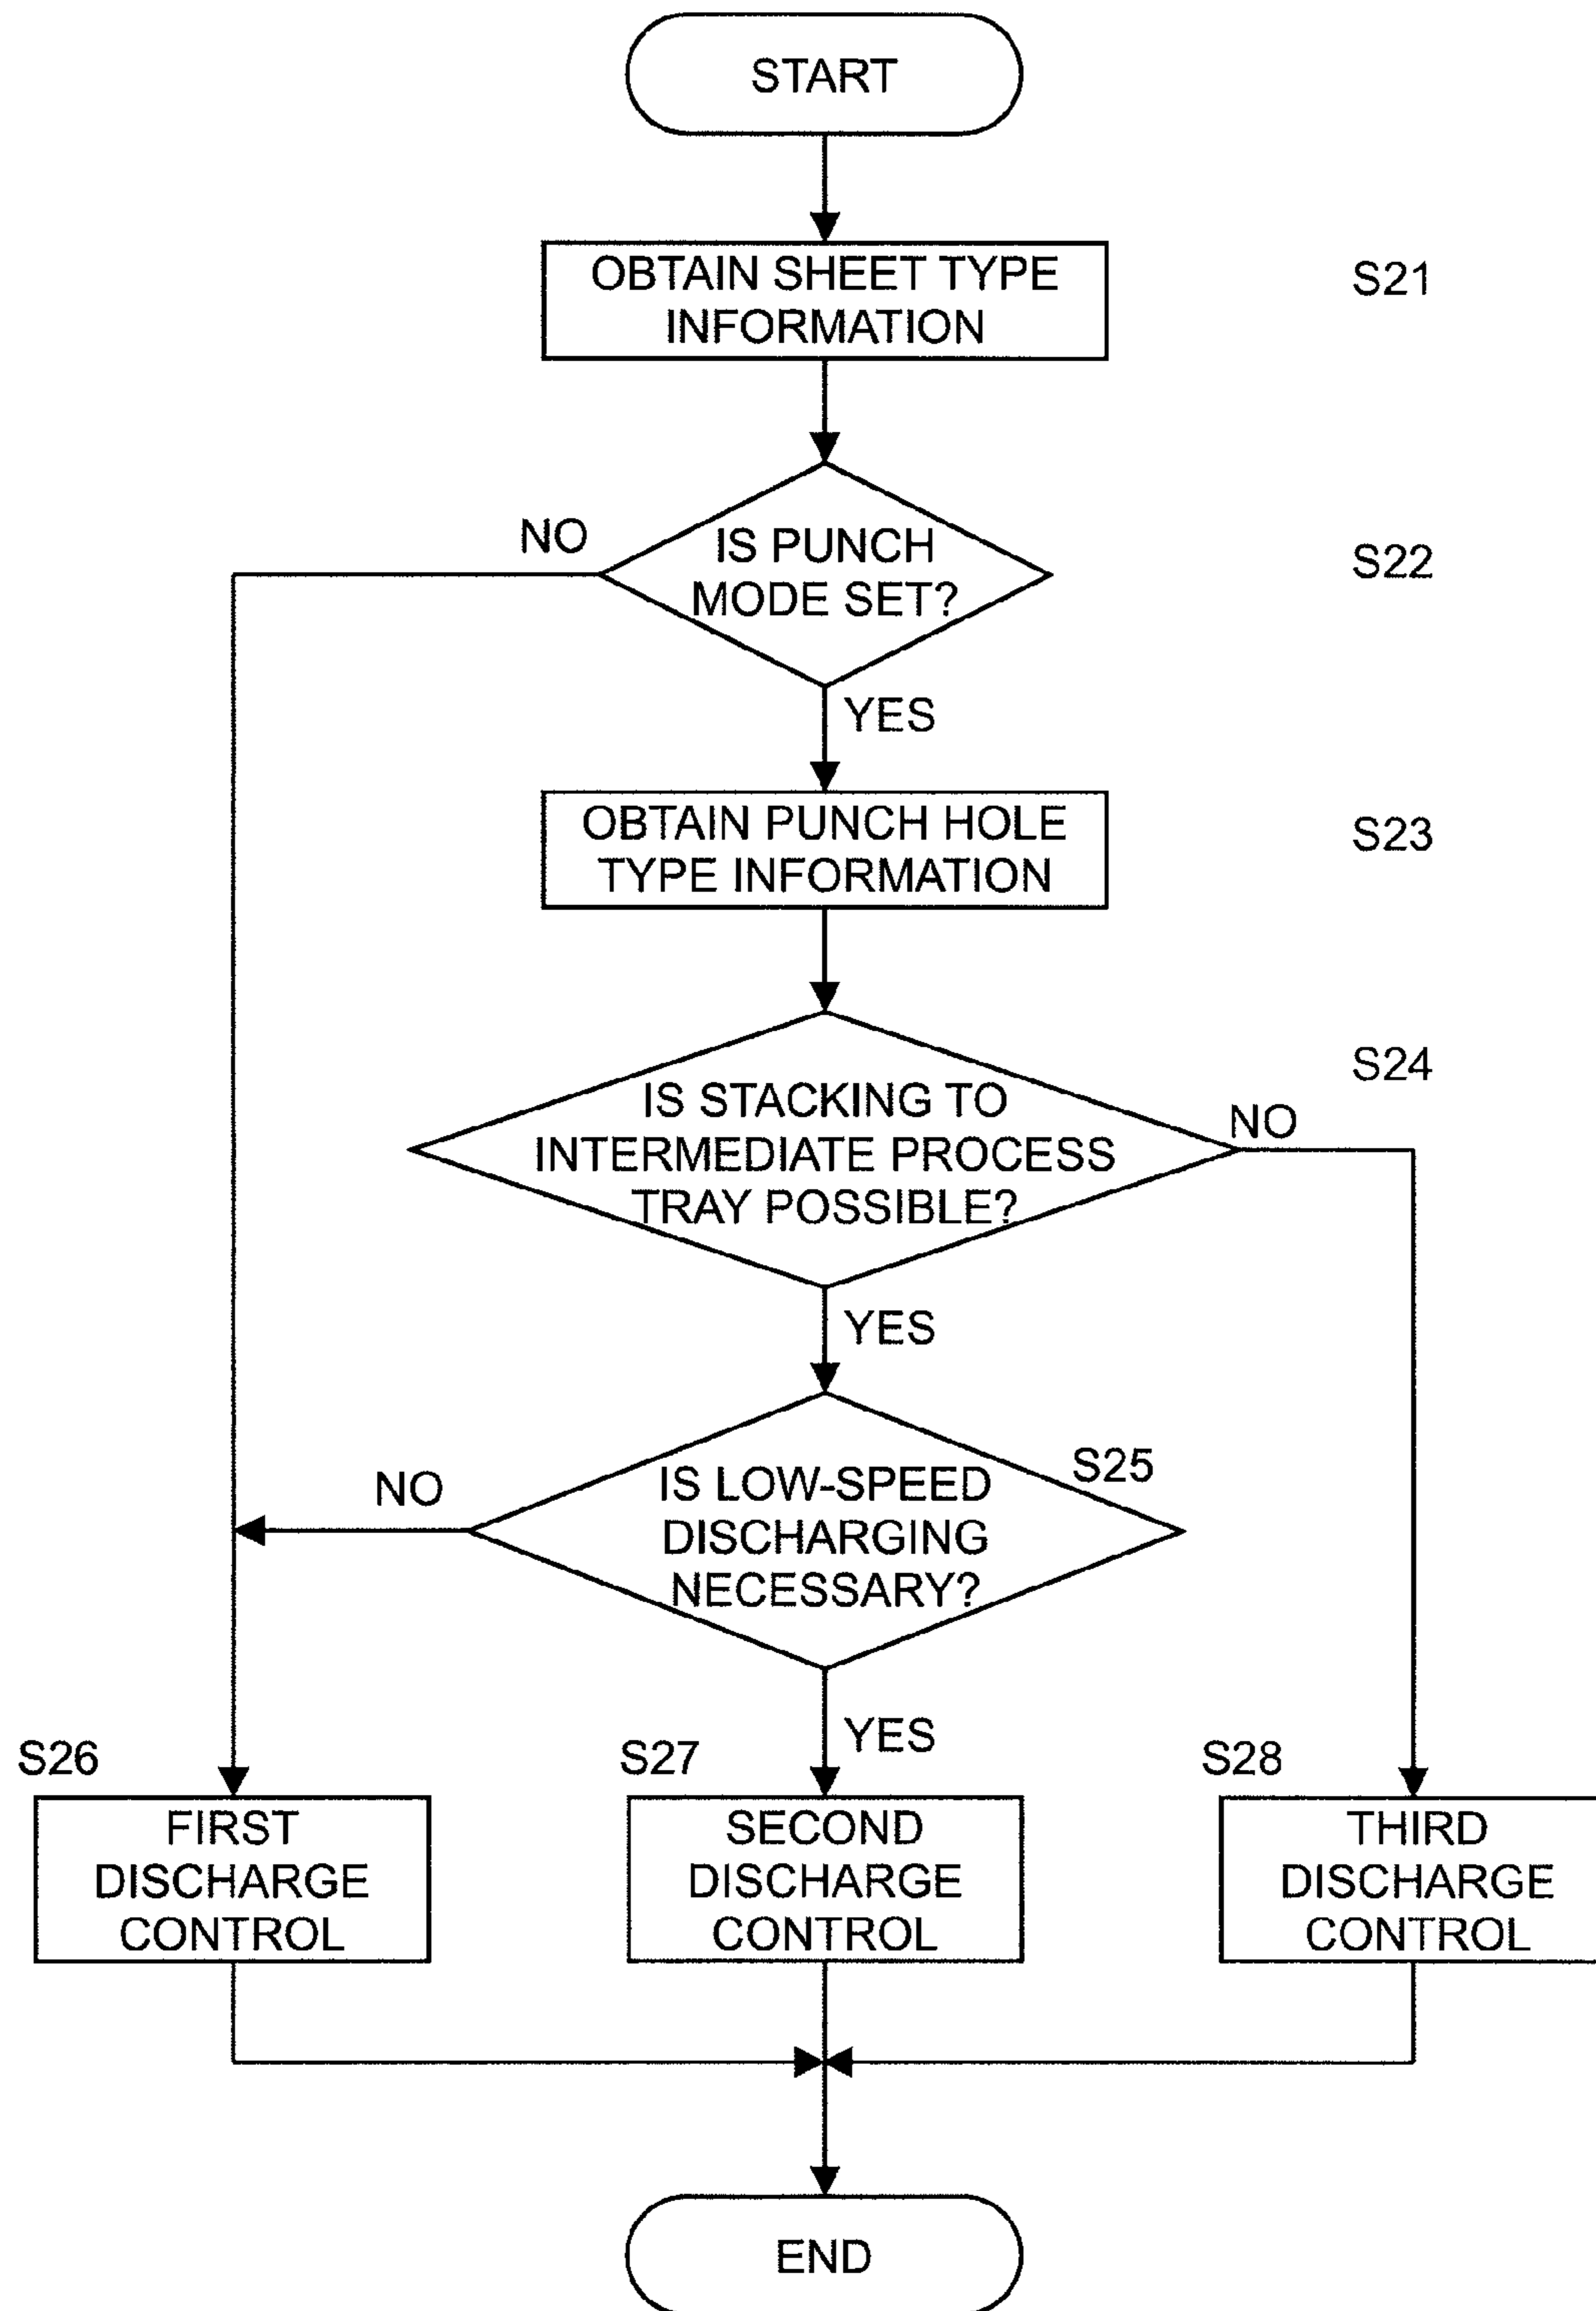 START
OBTAIN SHEET TYPE
INFORMATION
S21
NO
IS PUNCH
MODE SET?
S22
YES
OBTAIN PUNCH HOLE
TYPE INFORMATION
S23
S24
IS STACKING TO
INTERMEDIATE PROCESS
TRAY POSSIBLE?
NO
YES
S25
NO
IS LOW-SPEED
DISCHARGING
NECESSARY?
YES
S26
FIRST
DISCHARGE
CONTROL
S27
SECOND
DISCHARGE
CONTROL
S28
THIRD
DISCHARGE
CONTROL
END